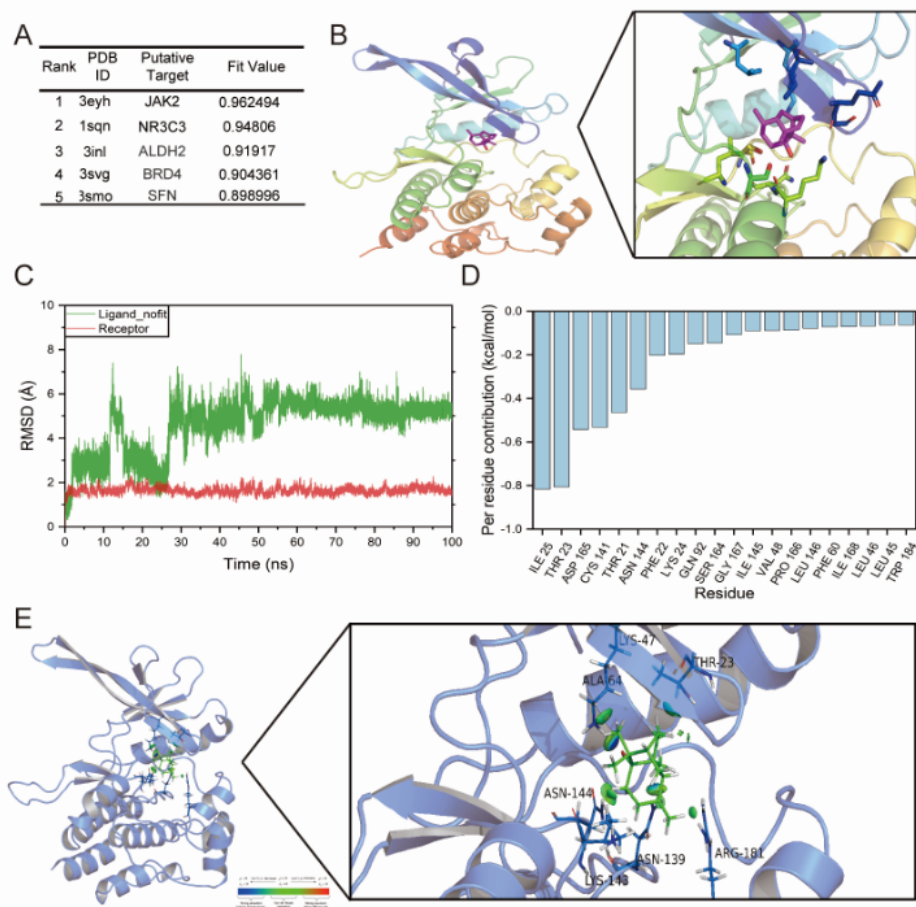 A
Rank PDB ID Putative Target Fit Value
1 3eyh JAK2 0.962494
2 1sqn NR3C3 0.94806
3 3inl ALDH2 0.91917
4 3svg BRD4 0.904361
5 3smo SFN 0.898996
B
C
Ligand_nofit
Receptor
RMSD (Å)
10
8
6
4
2
0
0 10 20 30 40 50 60 70 80 90 100
Time (ns)
D
Per residue contribution (kcal/mol)
0.0
-0.2
-0.4
-0.6
-0.8
-1.0
ILE 25
THR 23
ASP 165
CYS 141
THR 21
ASN 144
PHE 22
LYS 24
GLN 92
SER 164
GLY 167
ILE 145
VAL 48
PRO 166
LEU 146
PHE 60
ILE 168
LEU 46
LEU 45
TRP 184
Residue
E
LYS-47
THR-23
ALA-64
ASN-144
ASN-139
ARG-181
LYS-143